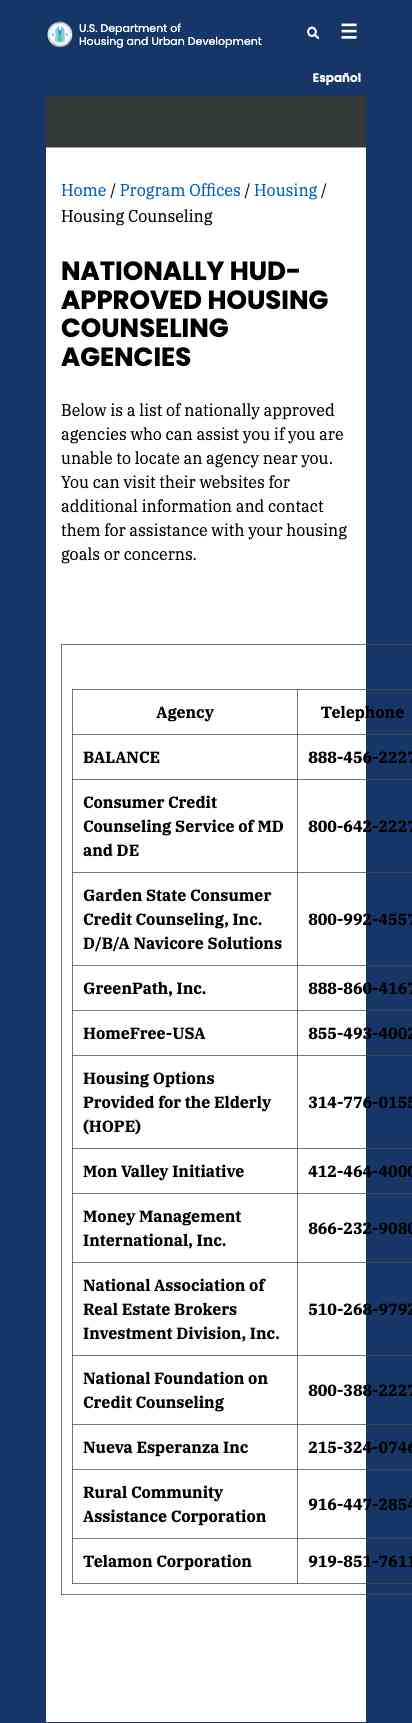 U.S. Department of
Housing and Urban Development
Español
Home / Program Offices / Housing /
Housing Counseling
NATIONALLY HUD-
APPROVED HOUSING
COUNSELING
AGENCIES
Below is a list of nationally approved
agencies who can assist you if you are
unable to locate an agency near you.
You can visit their websites for
additional information and contact
them for assistance with your housing
goals or concerns.
Agency Telephone
BALANCE 888-456-2227
Consumer Credit
Counseling Service of MD 800-642-2227
and DE
Garden State Consumer
Credit Counseling, Inc. 800-992-4557
D/B/A Navicore Solutions
GreenPath, Inc. 888-860-4167
HomeFree-USA 855-493-4002
Housing Options
Provided for the Elderly 314-776-0155
(HOPE)
Mon Valley Initiative 412-464-4000
Money Management
International, Inc. 866-232-9080
National Association of
Real Estate Brokers 510-268-9792
Investment Division, Inc.
National Foundation on
Credit Counseling 800-388-2227
Nueva Esperanza Inc 215-324-0746
Rural Community
Assistance Corporation 916-447-2854
Telamon Corporation 919-851-7611